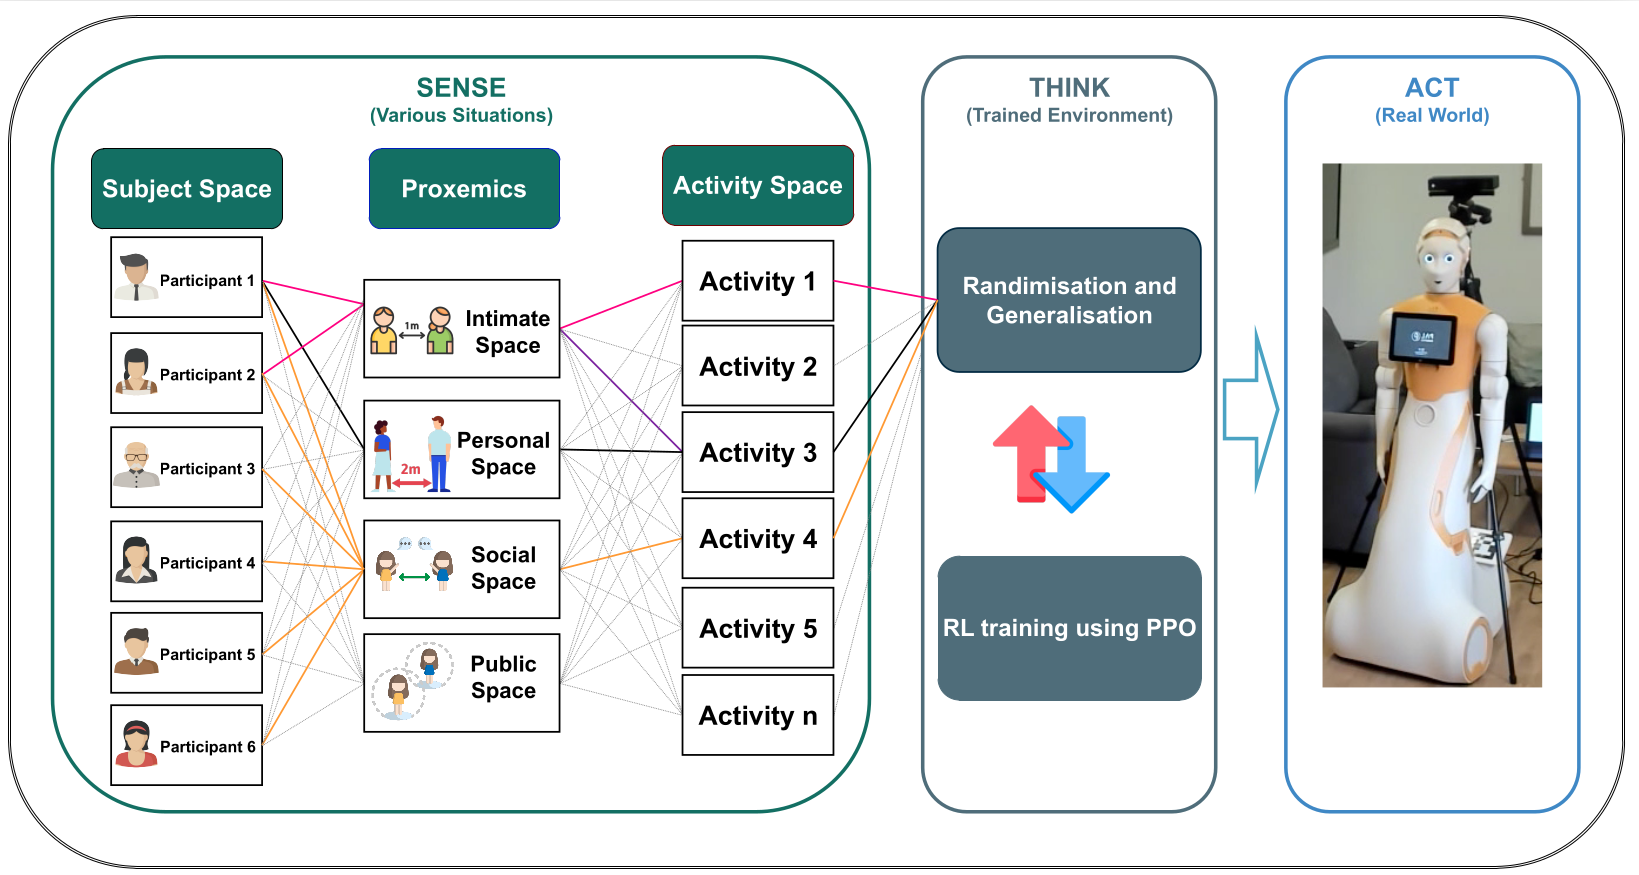 SENSE
(Various Situations)
Subject Space
Proxemics
Activity Space
Participant 1
Participant 2
Participant 3
Participant 4
Participant 5
Participant 6
1m
Intimate
Space
2m
Personal
Space
Social
Space
Public
Space
Activity 1
Activity 2
Activity 3
Activity 4
Activity 5
Activity n
THINK
(Trained Environment)
Randimisation and
Generalisation
RL training using PPO
ACT
(Real World)